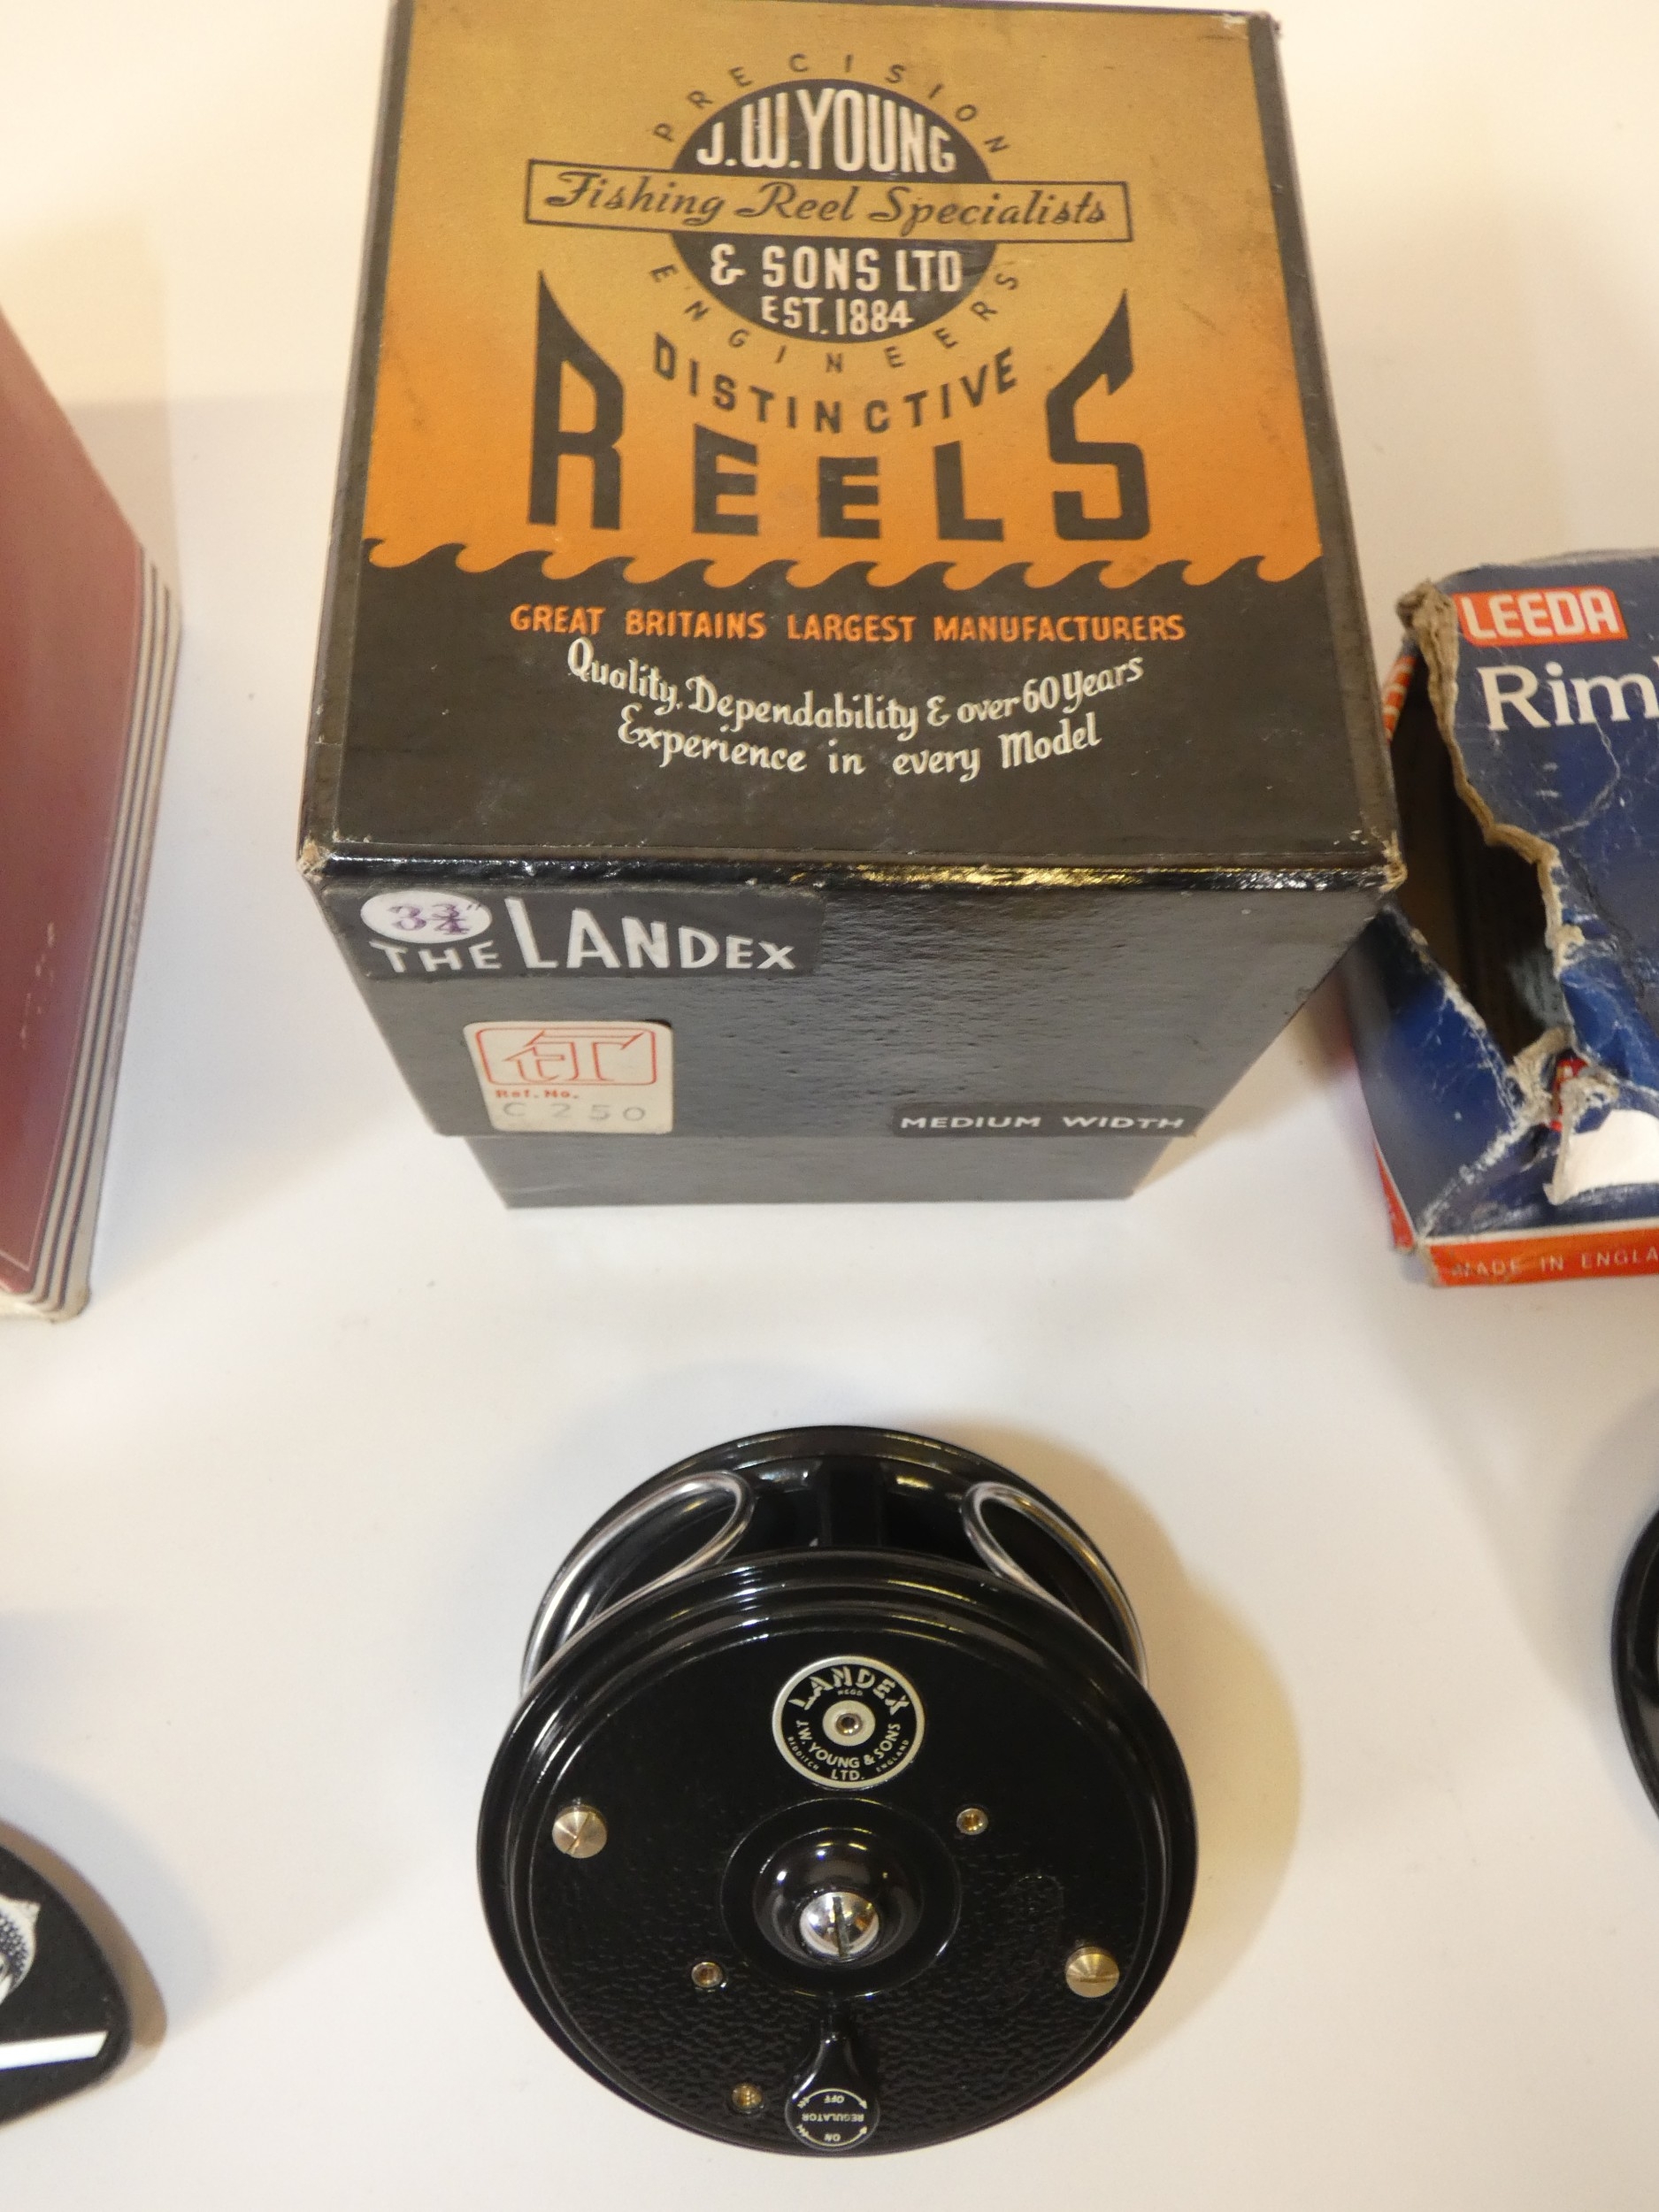 PRECISION
J.W.YOUNG
Fishing Reel Specialists
& SONS LTD
EST. 1884
ENGINEERS
DISTINCTIVE
REELS
GREAT BRITAINS LARGEST MANUFACTURERS
Quality, Dependability & over 60 Years
Experience in every Model
3 3/4"
THE LANDEX
Ref. No.
C 250
MEDIUM WIDTH
LEEDA
Rim
MADE IN ENGLA
LANDEX
REGD
J.W. YOUNG & SONS
LTD.
REDDITCH ENGLAND
OFF
REGULATOR
ON